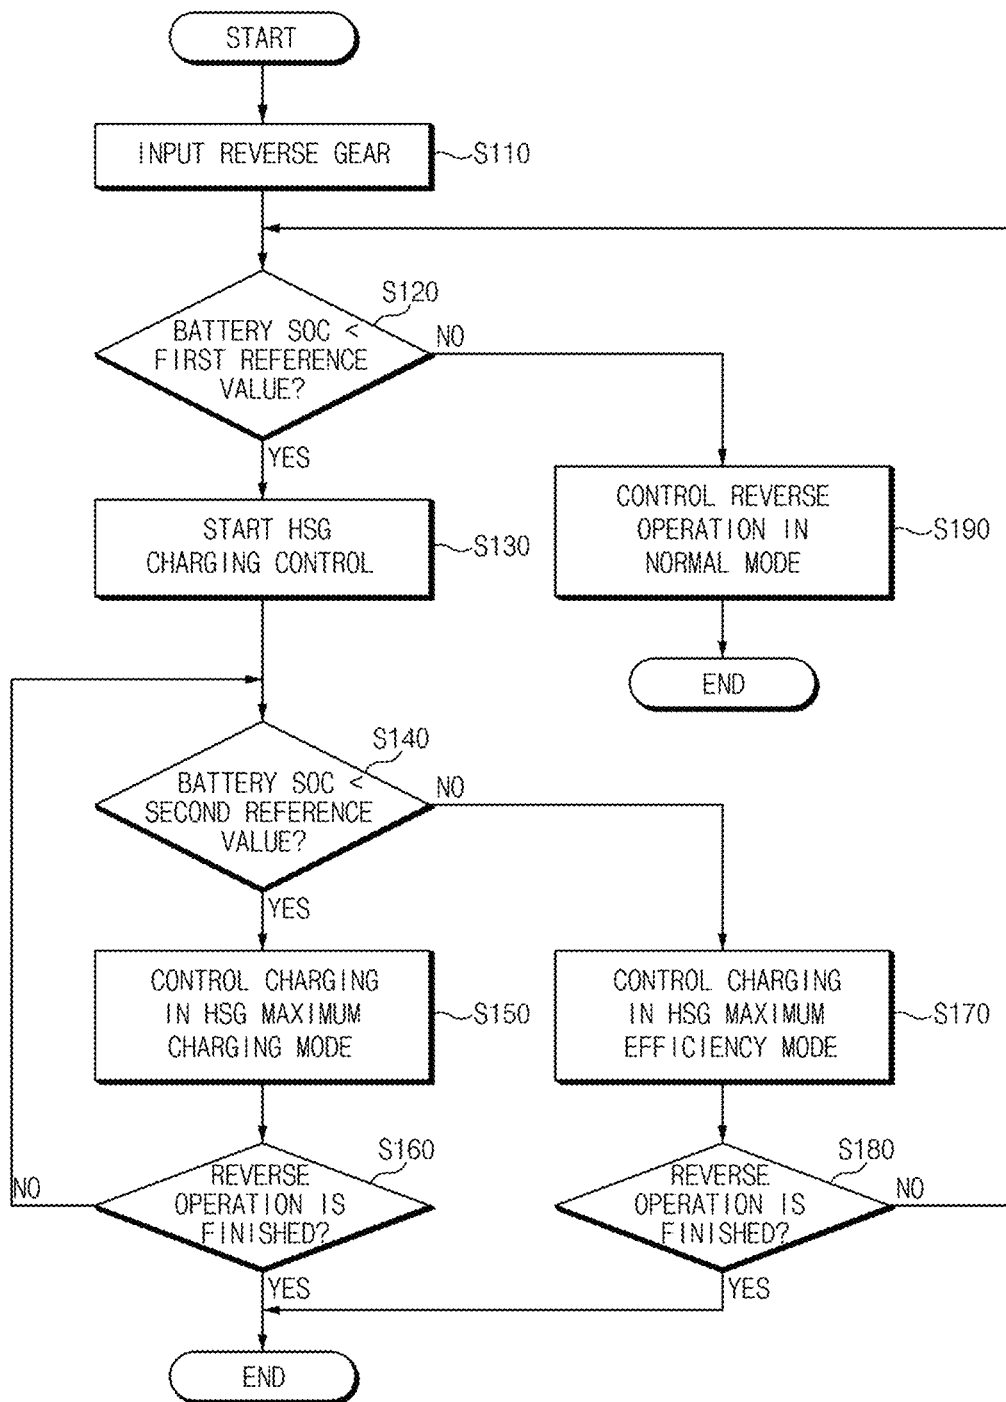 START
INPUT REVERSE GEAR
S110
S120
BATTERY SOC <
FIRST REFERENCE
VALUE?
NO
YES
START HSG
CHARGING CONTROL
S130
CONTROL REVERSE
OPERATION IN
NORMAL MODE
S190
END
S140
BATTERY SOC <
SECOND REFERENCE
VALUE?
NO
YES
CONTROL CHARGING
IN HSG MAXIMUM
CHARGING MODE
S150
CONTROL CHARGING
IN HSG MAXIMUM
EFFICIENCY MODE
S170
S160
REVERSE
OPERATION IS
FINISHED?
NO
YES
S180
REVERSE
OPERATION IS
FINISHED?
NO
YES
END